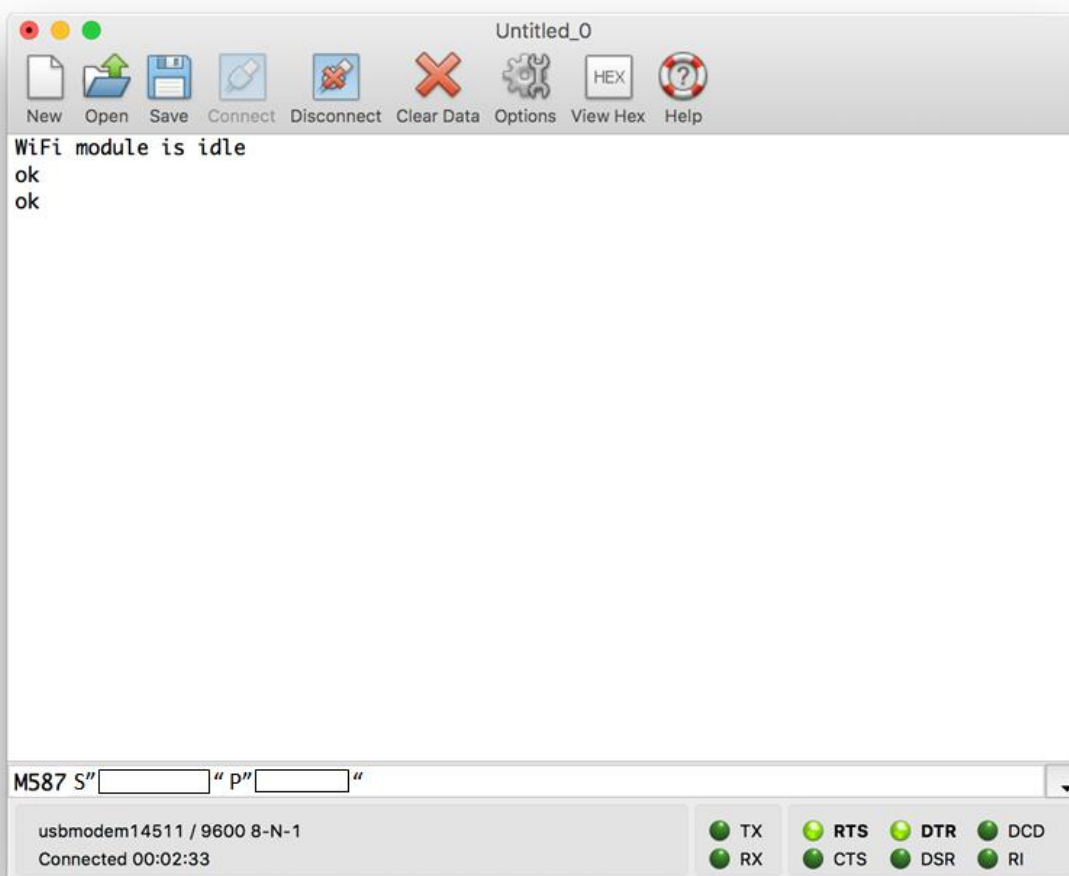 Untitled_0
New Open Save Connect Disconnect Clear Data Options HEX View Hex Help
WiFi module is idle
ok
ok
M587 S” “ P” “
usbmodem14511 / 9600 8-N-1
Connected 00:02:33
TX RTS DTR DCD
RX CTS DSR RI